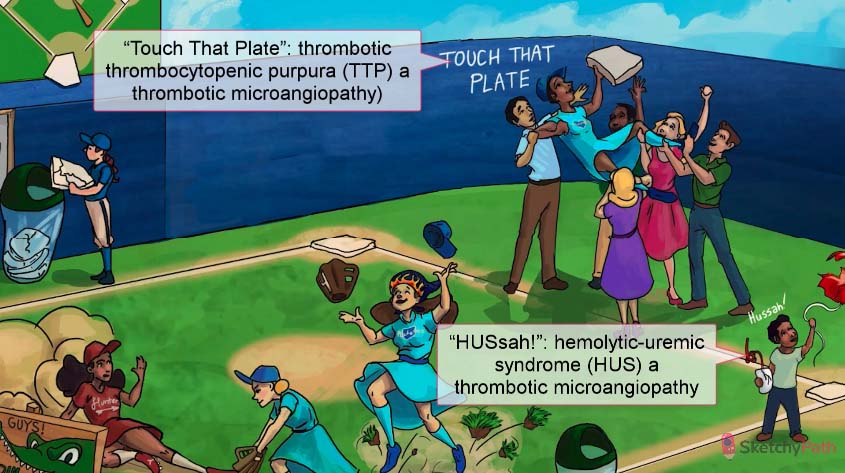 “Touch That Plate”: thrombotic
thrombocytopenic purpura (TTP) a
thrombotic microangiopathy)
TOUCH THAT
PLATE
Hussah!
“HUSsah!”: hemolytic-uremic
syndrome (HUS) a
thrombotic microangiopathy
Hunter
GUYS!
SketchyPath